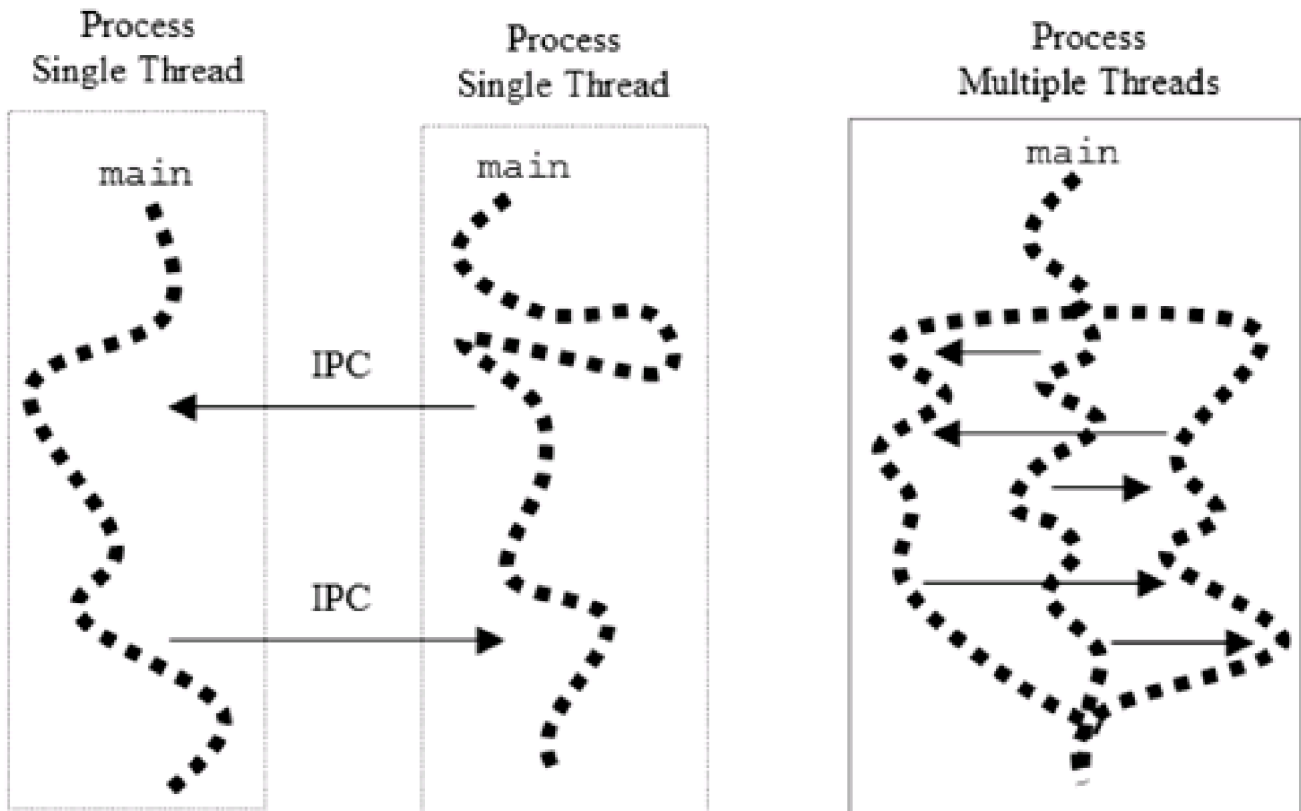 Process
Single Thread
Process
Single Thread
Process
Multiple Threads
main
main
main
IPC
IPC